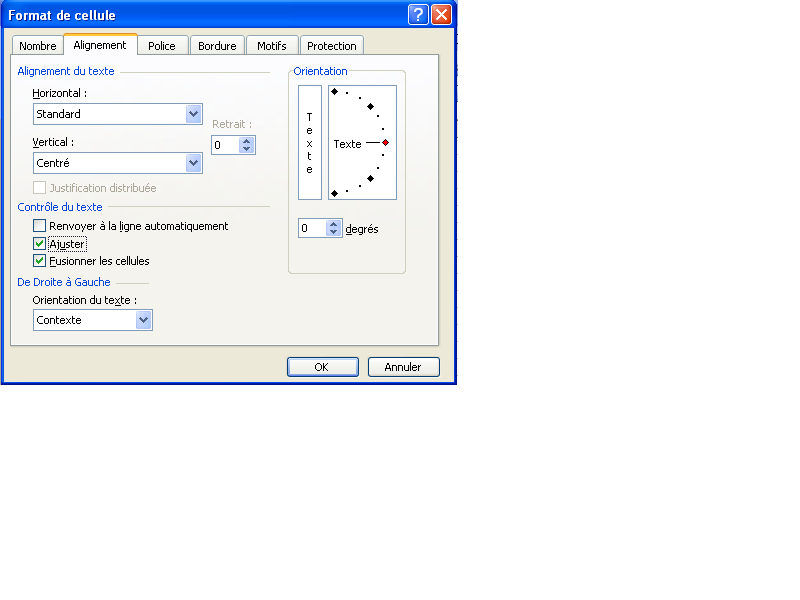 Format de cellule
Nombre Alignement Police Bordure Motifs Protection
Alignement du texte
Horizontal :
Standard
Retrait :
0
Vertical :
Centré
Justification distribuée
Contrôle du texte
Renvoyer à la ligne automatiquement
Ajuster
Fusionner les cellules
De Droite à Gauche
Orientation du texte :
Contexte
Orientation
Texte
Texte
0 degrés
OK Annuler